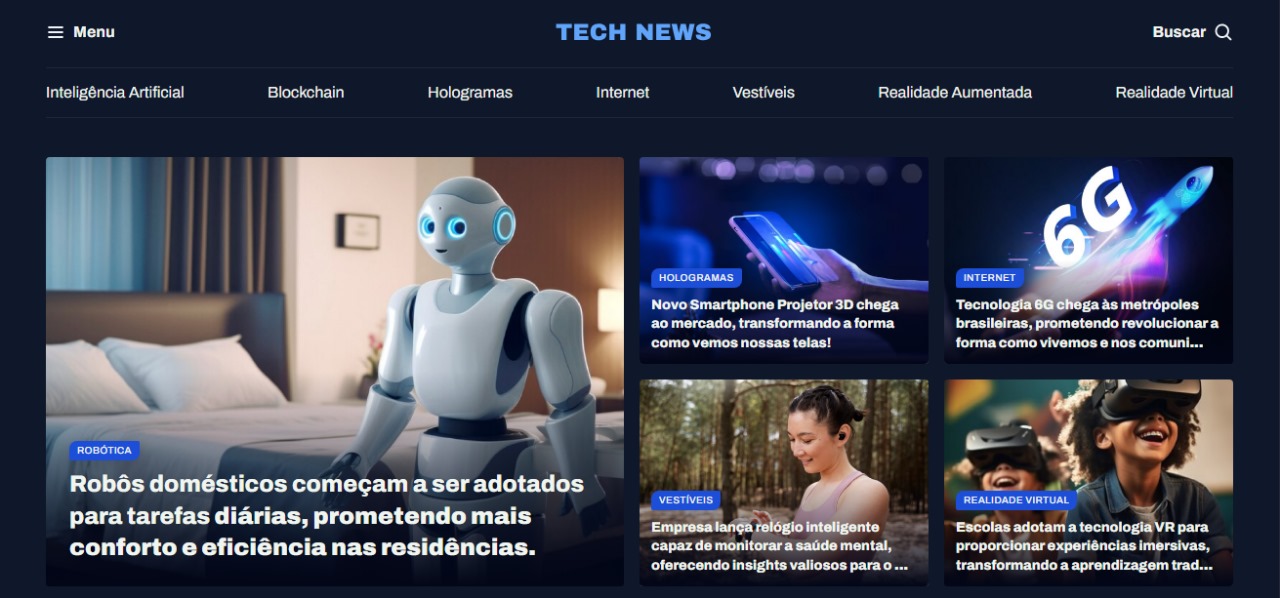 Menu
TECH NEWS
Buscar
Inteligência Artificial
Blockchain
Hologramas
Internet
Vestíveis
Realidade Aumentada
Realidade Virtual
ROBÓTICA
Robôs domésticos começam a ser adotados
para tarefas diárias, prometendo mais
conforto e eficiência nas residências.
HOLOGRAMAS
Novo Smartphone Projetor 3D chega
ao mercado, transformando a forma
como vemos nossas telas!
6G
INTERNET
Tecnologia 6G chega às metrópoles
brasileiras, prometendo revolucionar a
forma como vivemos e nos comuni...
VESTÍVEIS
Empresa lança relógio inteligente
capaz de monitorar a saúde mental,
oferecendo insights valiosos para o ...
REALIDADE VIRTUAL
Escolas adotam a tecnologia VR para
proporcionar experiências imersivas,
transformando a aprendizagem trad...